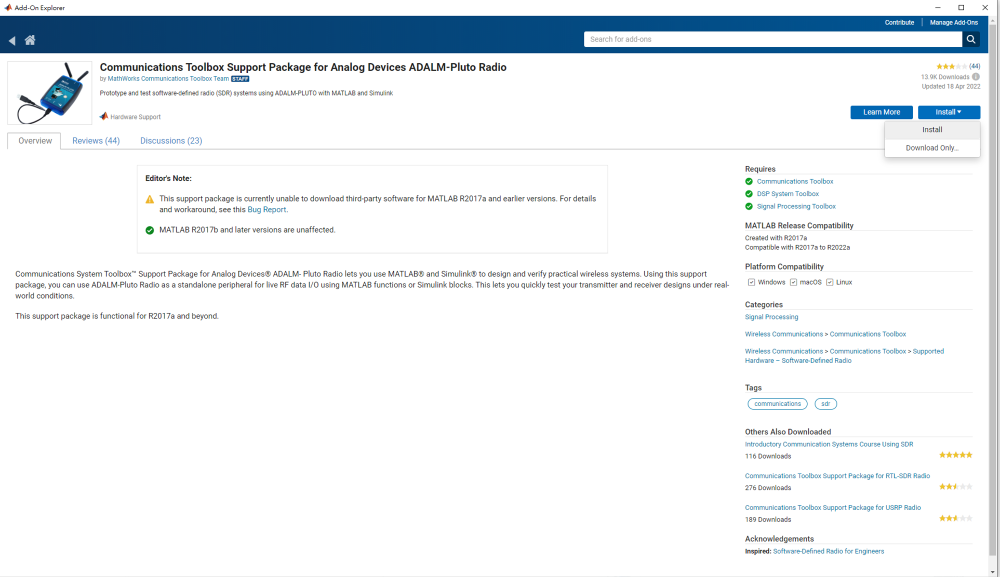 Add-On Explorer
Contribute
Manage Add-Ons
Search for add-ons
Communications Toolbox Support Package for Analog Devices ADALM-Pluto Radio
by MathWorks Communications Toolbox Team STAFF
Prototype and test software-defined radio (SDR) systems using ADALM-PLUTO with MATLAB and Simulink
Hardware Support
(44)
13.9K Downloads
Updated 18 Apr 2022
Learn More
Install
Install
Download Only...
Overview
Reviews (44)
Discussions (23)
Editor's Note:
This support package is currently unable to download third-party software for MATLAB R2017a and earlier versions. For details
and workaround, see this Bug Report.
MATLAB R2017b and later versions are unaffected.
Communications System Toolbox™ Support Package for Analog Devices® ADALM- Pluto Radio lets you use MATLAB® and Simulink® to design and verify practical wireless systems. Using this support
package, you can use ADALM-Pluto Radio as a standalone peripheral for live RF data I/O using MATLAB functions or Simulink blocks. This lets you quickly test your transmitter and receiver designs under real-
world conditions.
This support package is functional for R2017a and beyond.
Requires
Communications Toolbox
DSP System Toolbox
Signal Processing Toolbox
MATLAB Release Compatibility
Created with R2017a
Compatible with R2017a to R2022a
Platform Compatibility
Windows macOS Linux
Categories
Signal Processing
Wireless Communications > Communications Toolbox
Wireless Communications > Communications Toolbox > Supported
Hardware – Software-Defined Radio
Tags
communications sdr
Others Also Downloaded
Introductory Communication Systems Course Using SDR
116 Downloads
Communications Toolbox Support Package for RTL-SDR Radio
276 Downloads
Communications Toolbox Support Package for USRP Radio
189 Downloads
Acknowledgements
Inspired: Software-Defined Radio for Engineers